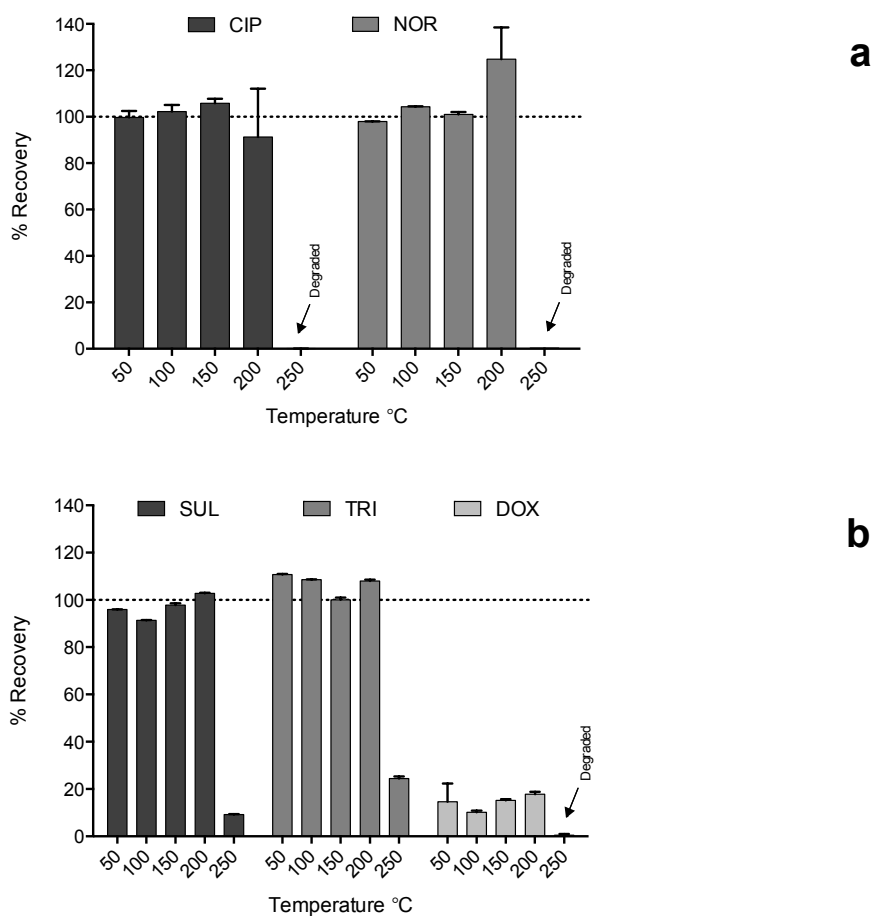 CIP NOR
a
140
120
100
80
60
40
20
0
% Recovery
Degraded
Degraded
50 100 150 200 250 50 100 150 200 250
Temperature °C
SUL TRI DOX
b
140
120
100
80
60
40
20
0
% Recovery
Degraded
50 100 150 200 250 50 100 150 200 250 50 100 150 200 250
Temperature °C